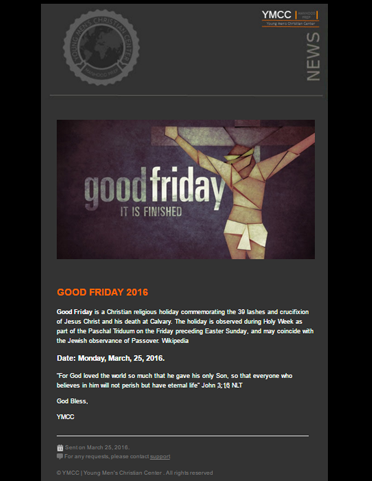 YMCC
Young Men's Christian Center
NEWS
goodfriday
IT IS FINISHED
GOOD FRIDAY 2016
Good Friday is a Christian religious holiday commemorating the 39 lashes and crucifixion
of Jesus Christ and his death at Calvary. The holiday is observed during Holy Week as
part of the Paschal Triduum on the Friday preceding Easter Sunday, and may coincide with
the Jewish observance of Passover. Wikipedia
Date: Monday, March, 25, 2016.
"For God loved the world so much that he gave his only Son, so that everyone who
believes in him will not perish but have eternal life" John 3;16 NLT
God Bless,
YMCC
Sent on March 25, 2016.
For any requests, please contact support
© YMCC | Young Men's Christian Center , All rights reserved